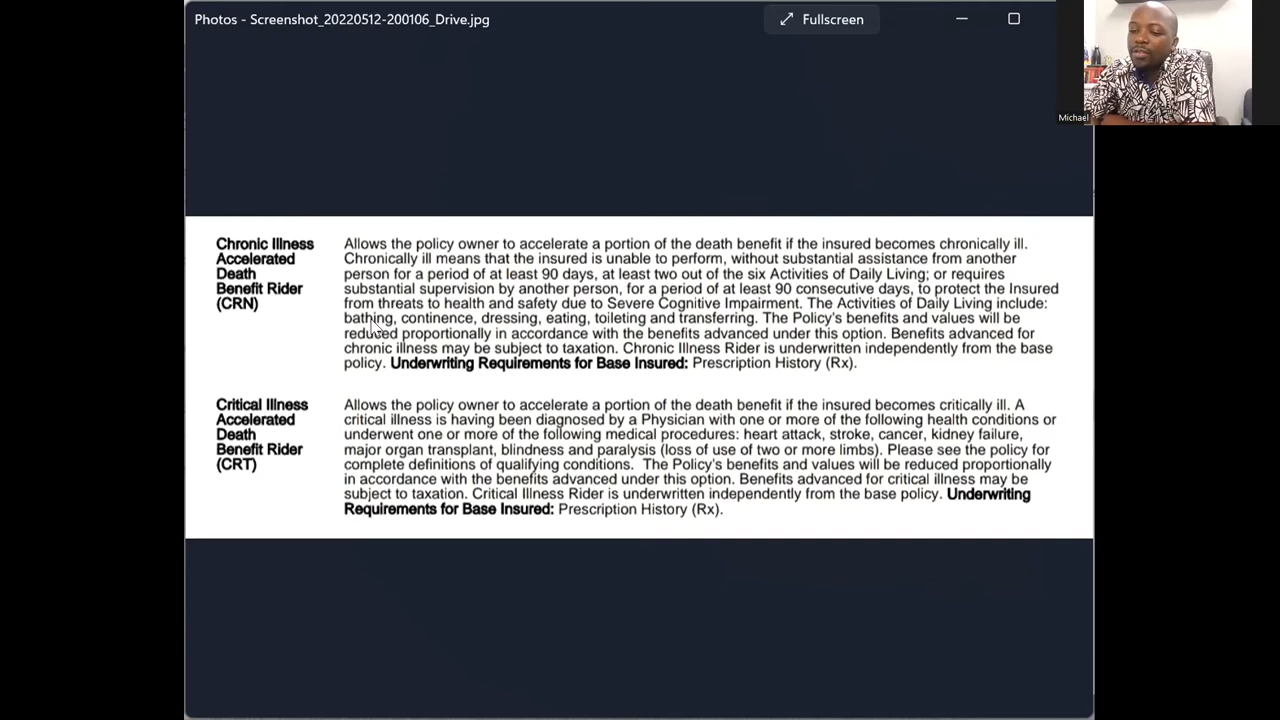 Photos - Screenshot_20220512-200106_Drive.jpg
Fullscreen
Michael
Chronic Illness
Accelerated
Death
Benefit Rider
(CRN)
Allows the policy owner to accelerate a portion of the death benefit if the insured becomes chronically ill.
Chronically ill means that the insured is unable to perform, without substantial assistance from another
person for a period of at least 90 days, at least two out of the six Activities of Daily Living; or requires
substantial supervision by another person, for a period of at least 90 consecutive days, to protect the Insured
from threats to health and safety due to Severe Cognitive Impairment. The Activities of Daily Living include:
bathing, continence, dressing, eating, toileting and transferring. The Policy's benefits and values will be
reduced proportionally in accordance with the benefits advanced under this option. Benefits advanced for
chronic illness may be subject to taxation. Chronic Illness Rider is underwritten independently from the base
policy. Underwriting Requirements for Base Insured: Prescription History (Rx).
Critical Illness
Accelerated
Death
Benefit Rider
(CRT)
Allows the policy owner to accelerate a portion of the death benefit if the insured becomes critically ill. A
critical illness is having been diagnosed by a Physician with one or more of the following health conditions or
underwent one or more of the following medical procedures: heart attack, stroke, cancer, kidney failure,
major organ transplant, blindness and paralysis (loss of use of two or more limbs). Please see the policy for
complete definitions of qualifying conditions. The Policy's benefits and values will be reduced proportionally
in accordance with the benefits advanced under this option. Benefits advanced for critical illness may be
subject to taxation. Critical Illness Rider is underwritten independently from the base policy. Underwriting
Requirements for Base Insured: Prescription History (Rx).